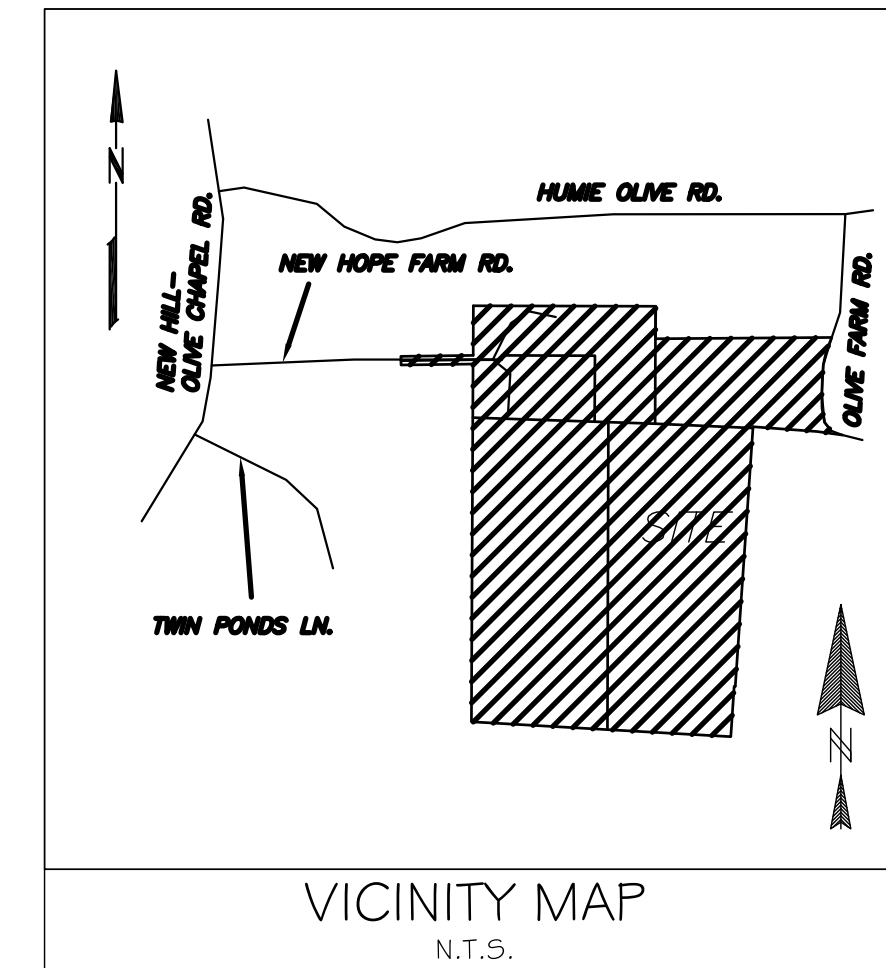 N
HUMIE OLIVE RD.
NEW HILL-
OLIVE CHAPEL RD.
NEW HOPE FARM RD.
OLIVE FARM RD.
SITE
TWIN PONDS LN.
N
VICINITY MAP
N.T.S.